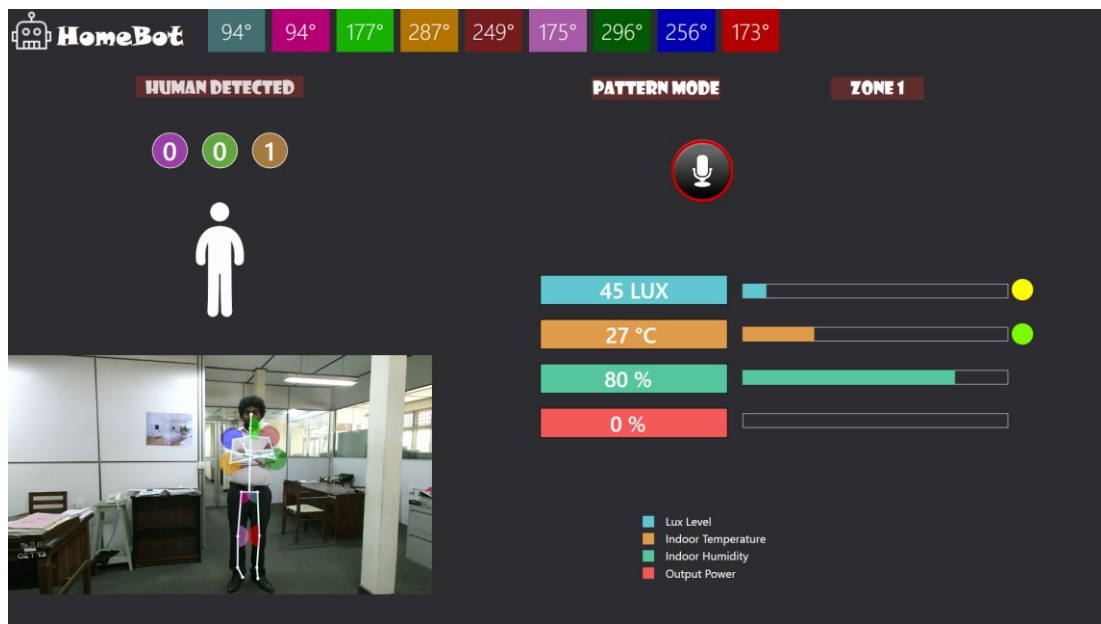 HomeBot 94° 94° 177° 287° 249° 175° 296° 256° 173°
HUMAN DETECTED PATTERN MODE ZONE 1
0 0 1
45 LUX
27 °C
80 %
0 %
Lux Level
Indoor Temperature
Indoor Humidity
Output Power